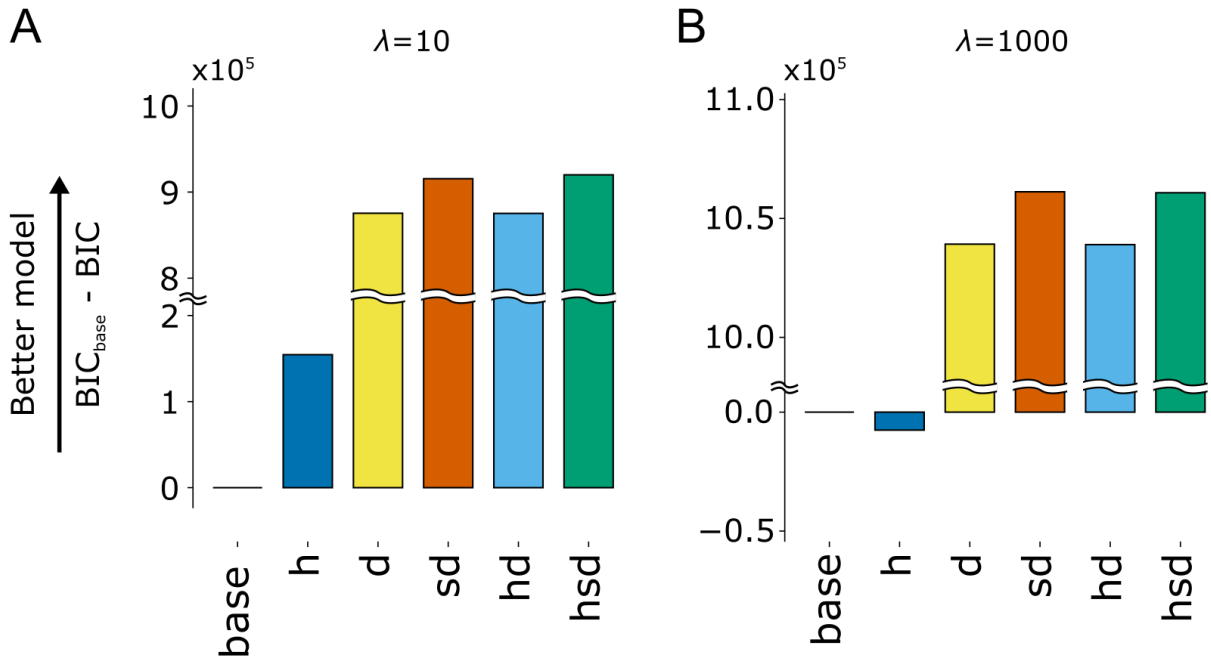 A
λ=10
x10⁵
10
9
8
2
1
0
Better model
BIC_base - BIC
base
h
d
sd
hd
hsd
B
λ=1000
x10⁵
11.0
10.5
10.0
0.0
−0.5
base
h
d
sd
hd
hsd